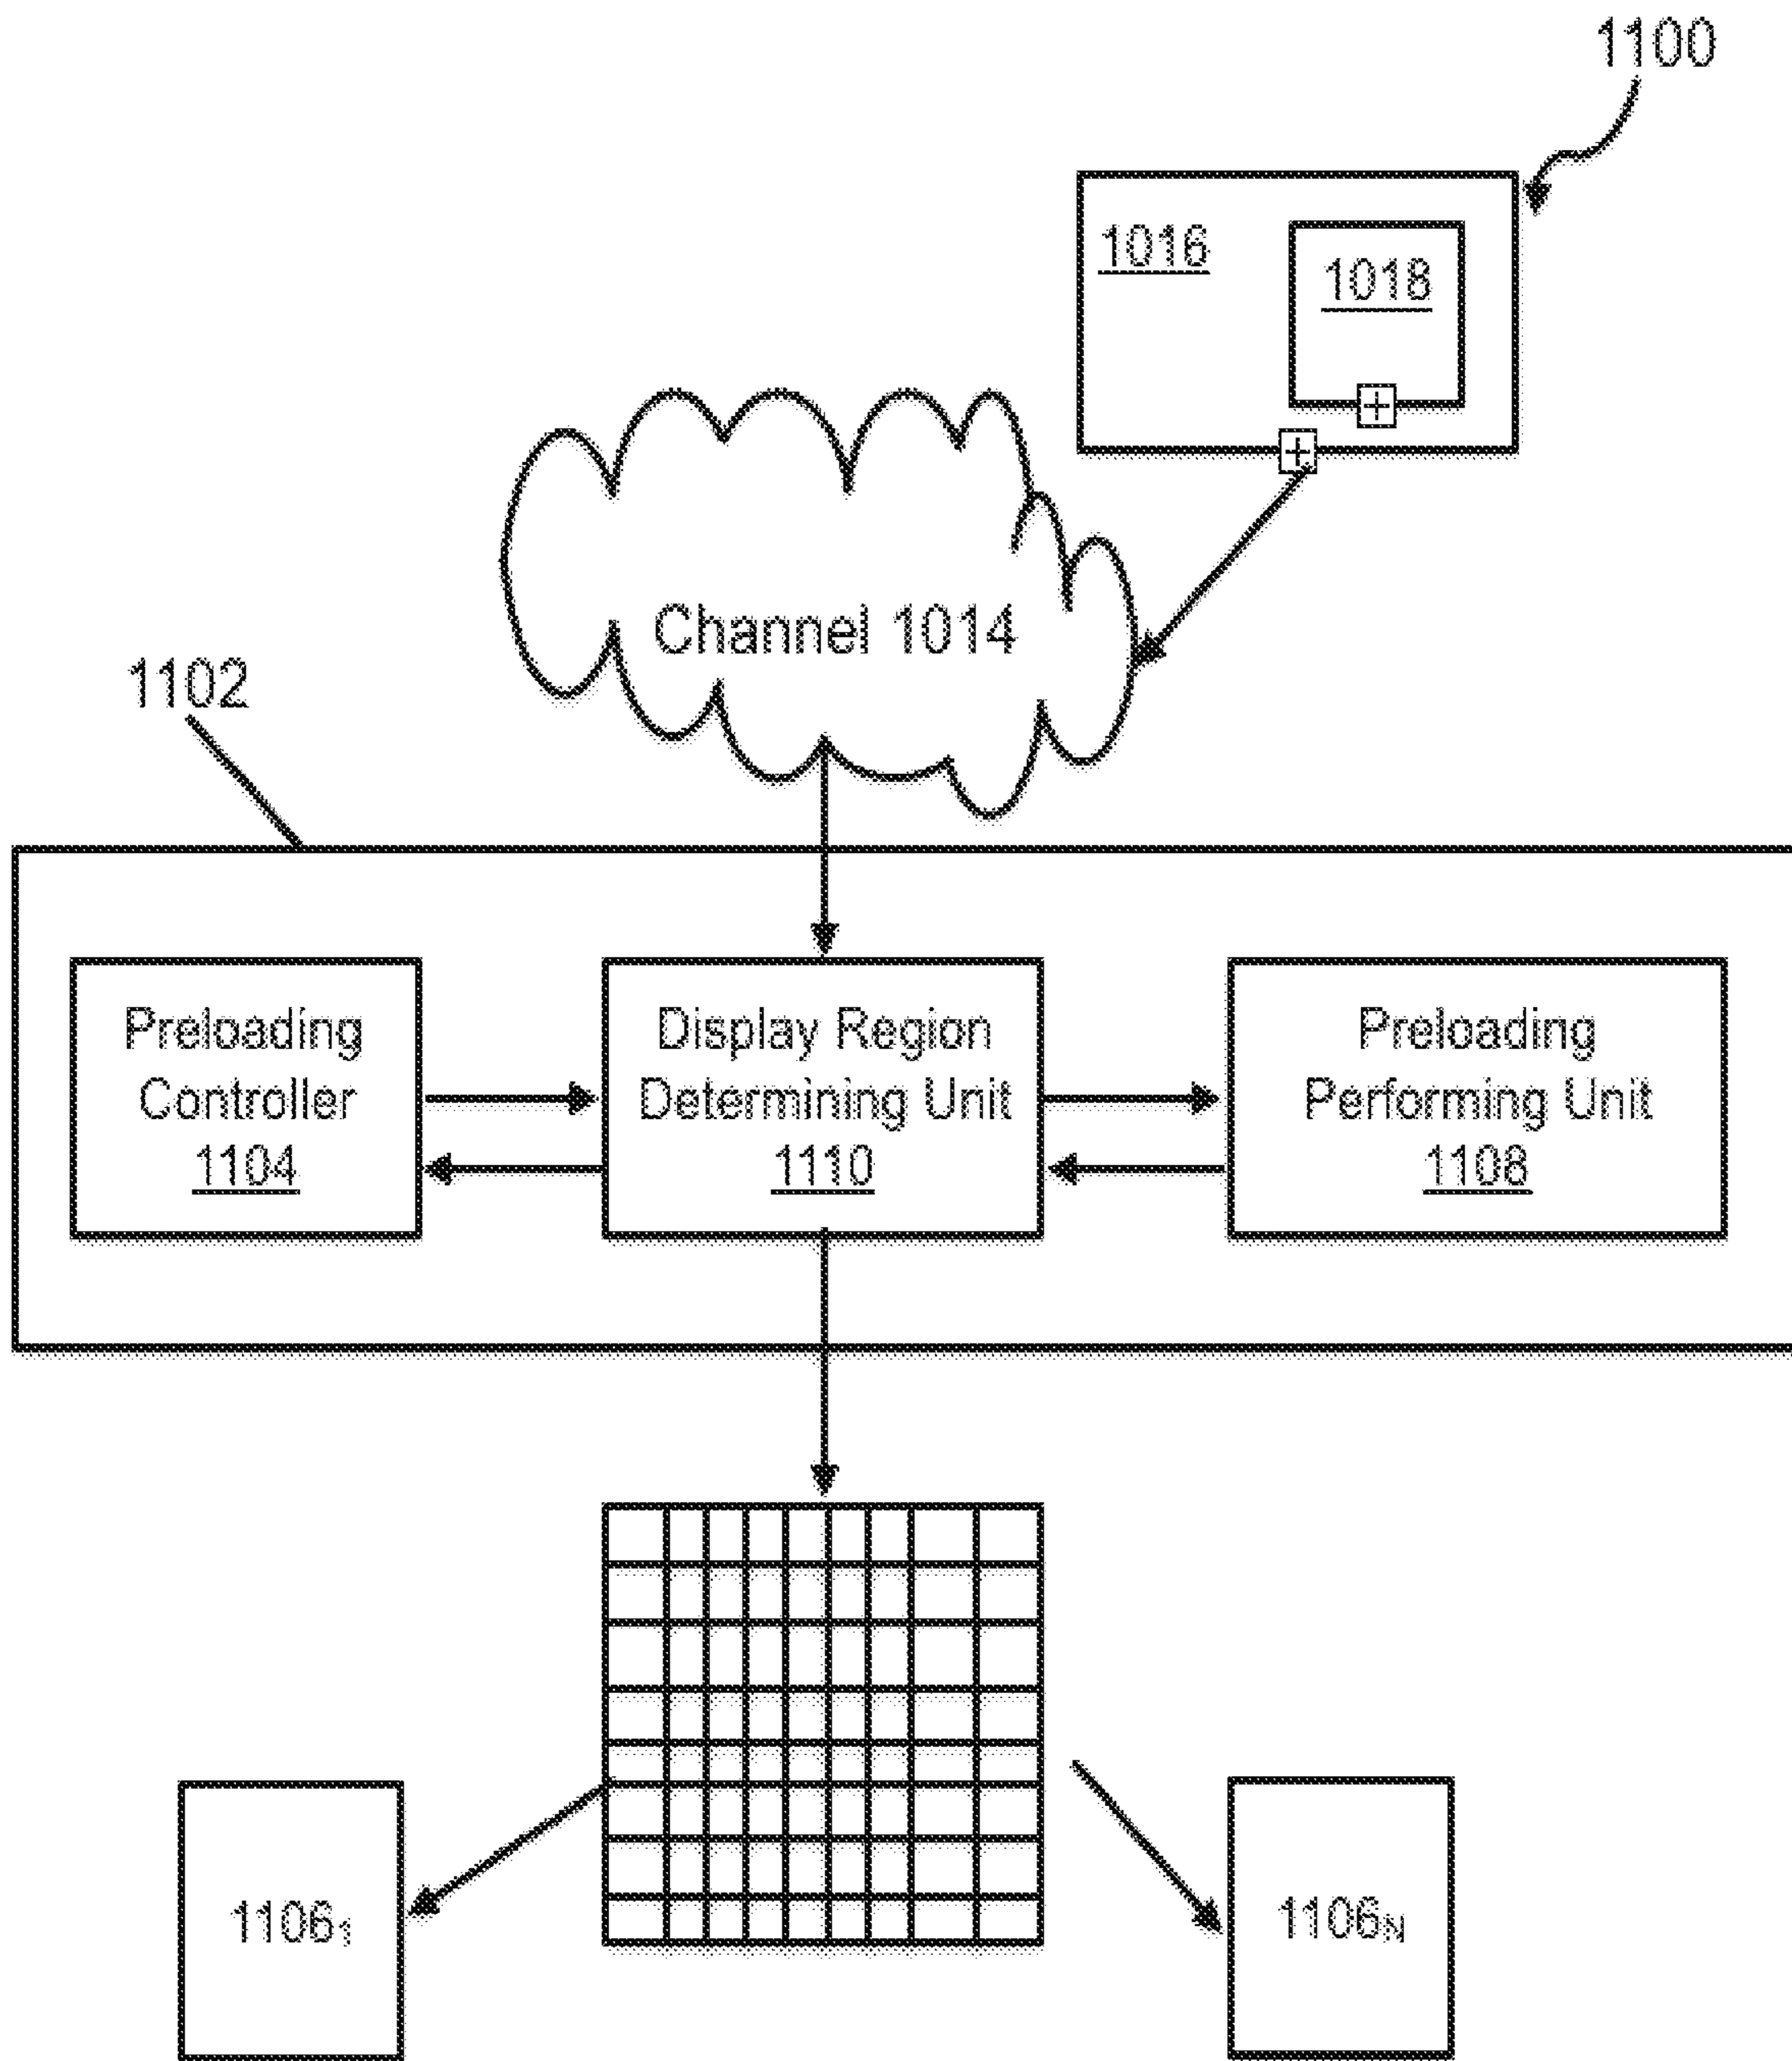 1100
1016
1018
Channel 1014
1102
Preloading
Controller
1104
Display Region
Determining Unit
1110
Preloading
Performing Unit
1108
1106₁
1106ₙ